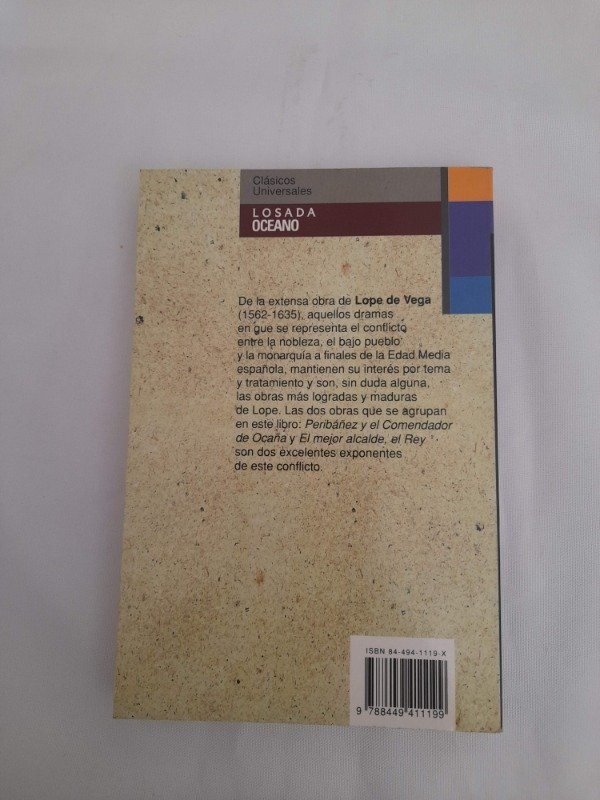 Clásicos
Universales
LOSADA
OCEANO
De la extensa obra de Lope de Vega
(1562-1635), aquellos dramas
en que se representa el conflicto
entre la nobleza, el bajo pueblo
y la monarquía a finales de la Edad Media
española, mantienen su interés por tema
y tratamiento y son, sin duda alguna,
las obras más logradas y maduras
de Lope. Las dos obras que se agrupan
en este libro: Peribáñez y el Comendador
de Ocaña y El mejor alcalde, el Rey
son dos excelentes exponentes
de este conflicto.
ISBN 84-494-1119-X
9 788449 411199